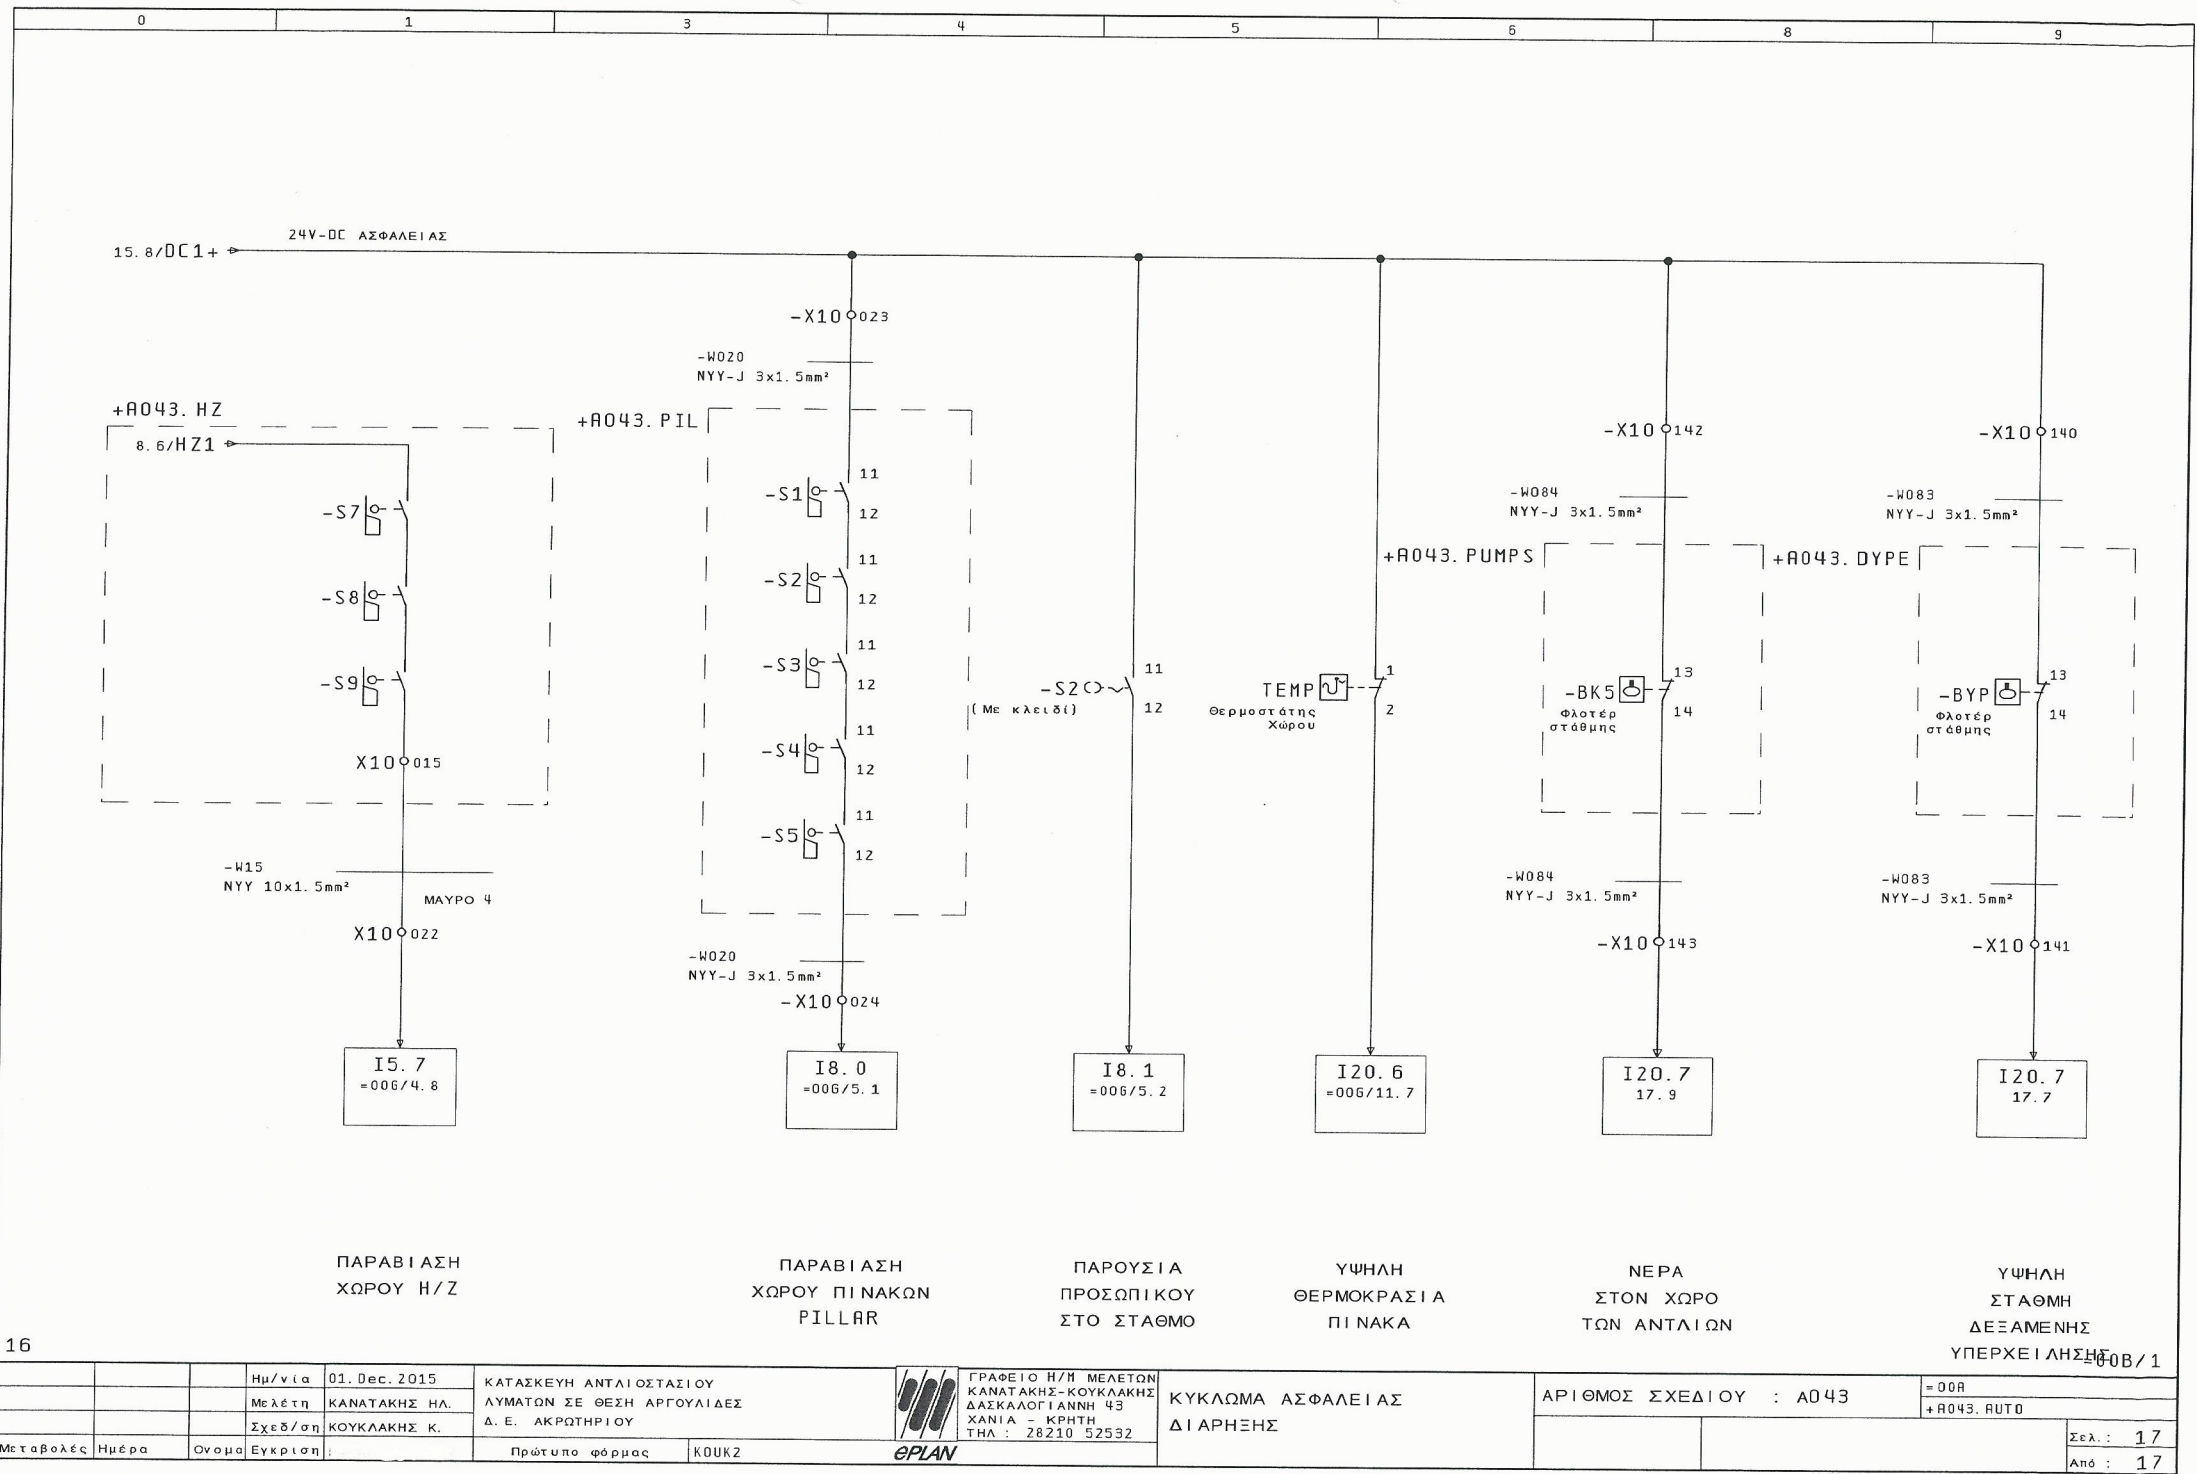 0 1 3 4 5 6 8 9
15.8/DC1+
24V-DC ΑΣΦΑΛΕΙΑΣ
-X10 023
-W020
NYY-J 3x1.5mm²
+A043.HZ
8.6/HZ1
-S7
-S8
-S9
X10 015
-W15
NYY 10x1.5mm²
ΜΑΥΡΟ 4
X10 022
I5.7
=00G/4.8
+A043.PIL
11
-S1
12
11
-S2
12
11
-S3
12
11
-S4
12
11
-S5
12
-W020
NYY-J 3x1.5mm²
-X10 024
I8.0
=00G/5.1
11
-S2
(Με κλειδί)
12
I8.1
=00G/5.2
1
TEMP
Θερμοστάτης
Χώρου
2
I20.6
=00G/11.7
-X10 142
-W084
NYY-J 3x1.5mm²
+A043.PUMPS
13
-BK5
Φλοτέρ
στάθμης
14
-W084
NYY-J 3x1.5mm²
-X10 143
I20.7
17.9
-X10 140
-W083
NYY-J 3x1.5mm²
+A043.DYPE
13
-BYP
Φλοτέρ
στάθμης
14
-W083
NYY-J 3x1.5mm²
-X10 141
I20.7
17.7
ΠΑΡΑΒΙΑΣΗ
ΧΩΡΟΥ Η/Ζ
ΠΑΡΑΒΙΑΣΗ
ΧΩΡΟΥ ΠΙΝΑΚΩΝ
PILLAR
ΠΑΡΟΥΣΙΑ
ΠΡΟΣΩΠΙΚΟΥ
ΣΤΟ ΣΤΑΘΜΟ
ΥΨΗΛΗ
ΘΕΡΜΟΚΡΑΣΙΑ
ΠΙΝΑΚΑ
ΝΕΡΑ
ΣΤΟΝ ΧΩΡΟ
ΤΩΝ ΑΝΤΛΙΩΝ
ΥΨΗΛΗ
ΣΤΑΘΜΗ
ΔΕΞΑΜΕΝΗΣ
ΥΠΕΡΧΕΙΛΗΣΗΣ
16
=00B/1
Ημ/νία 01.Dec.2015
Μελέτη ΚΑΝΑΤΑΚΗΣ ΗΛ.
Σχεδ/ση ΚΟΥΚΛΑΚΗΣ Κ.
Μεταβολές Ημέρα Ονομα Εγκριση :
ΚΑΤΑΣΚΕΥΗ ΑΝΤΛΙΟΣΤΑΣΙΟΥ
ΛΥΜΑΤΩΝ ΣΕ ΘΕΣΗ ΑΡΓΟΥΛΙΔΕΣ
Δ.Ε. ΑΚΡΩΤΗΡΙΟΥ
Πρώτυπο φόρμας KOUK2
ePLAN
ΓΡΑΦΕΙΟ Η/Μ ΜΕΛΕΤΩΝ
ΚΑΝΑΤΑΚΗΣ-ΚΟΥΚΛΑΚΗΣ
ΔΑΣΚΑΛΟΓΙΑΝΝΗ 43
ΧΑΝΙΑ - ΚΡΗΤΗ
ΤΗΛ : 28210 52532
ΚΥΚΛΩΜΑ ΑΣΦΑΛΕΙΑΣ
ΔΙΑΡΗΞΗΣ
ΑΡΙΘΜΟΣ ΣΧΕΔΙΟΥ : A043
=00A
+A043.AUTO
Σελ.: 17
Από : 17